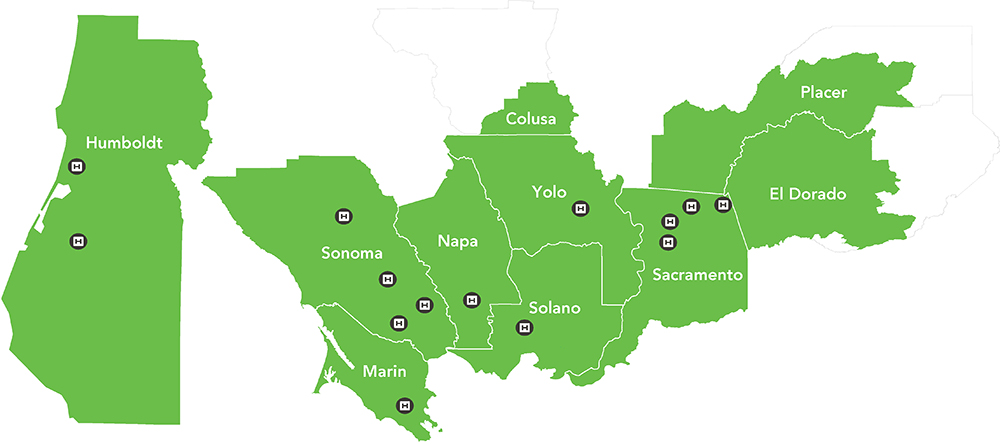 Humboldt
H
H
Colusa
Placer
Yolo
H
El Dorado
H
H
H
H
Sacramento
H
Sonoma
H
H
H
Napa
H
Solano
H
Marin
H